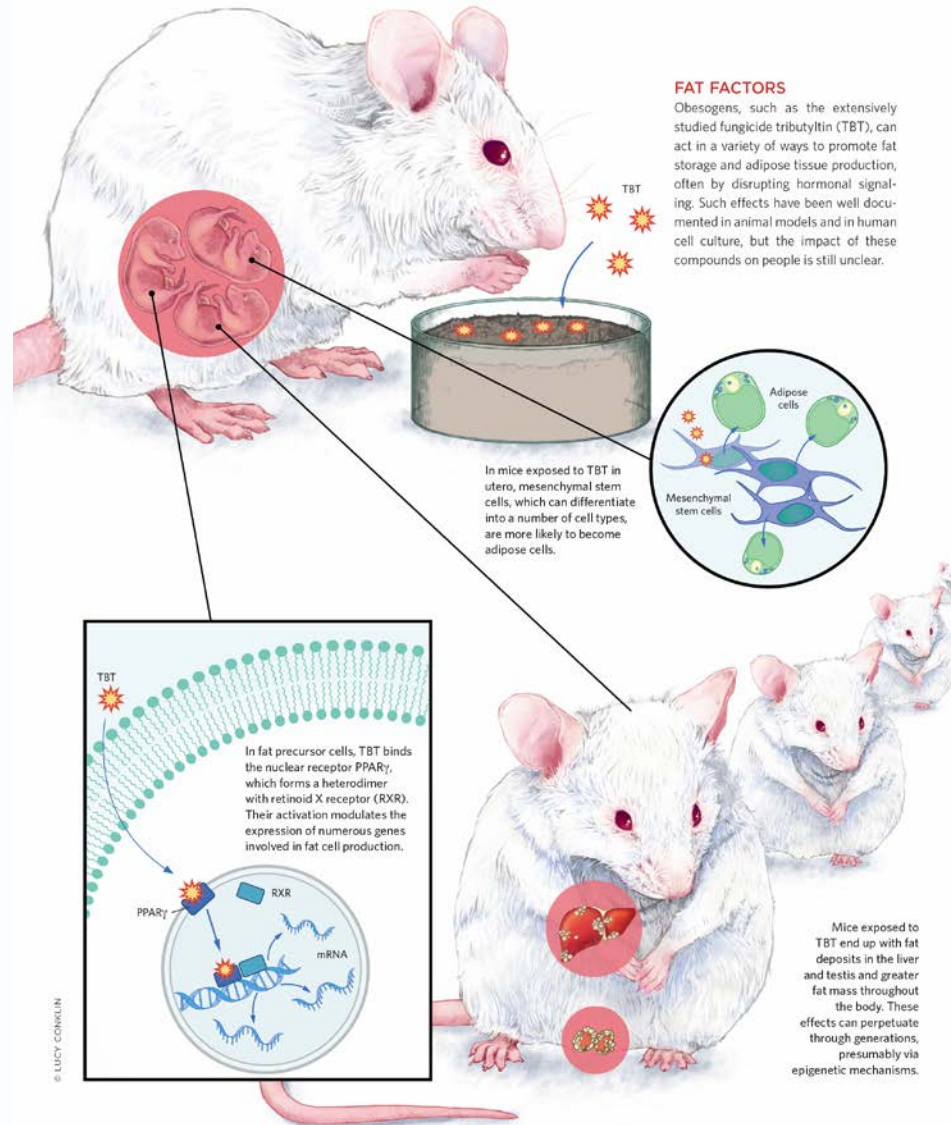 FAT FACTORS
Obesogens, such as the extensively
studied fungicide tributyltin (TBT), can
act in a variety of ways to promote fat
storage and adipose tissue production,
often by disrupting hormonal signal-
ing. Such effects have been well docu-
mented in animal models and in human
cell culture, but the impact of these
compounds on people is still unclear.
TBT
Adipose
cells
Mesenchymal
stem cells
In mice exposed to TBT in
utero, mesenchymal stem
cells, which can differentiate
into a number of cell types,
are more likely to become
adipose cells.
TBT
In fat precursor cells, TBT binds
the nuclear receptor PPARγ,
which forms a heterodimer
with retinoid X receptor (RXR).
Their activation modulates the
expression of numerous genes
involved in fat cell production.
PPARγ
RXR
mRNA
Mice exposed to
TBT end up with fat
deposits in the liver
and testis and greater
fat mass throughout
the body. These
effects can perpetuate
through generations,
presumably via
epigenetic mechanisms.
© LUCY CONKLIN